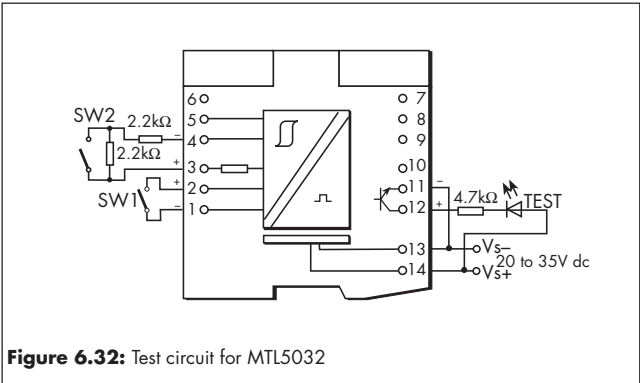 6 7
SW2 2.2kΩ 5 8
4 − 9
2.2kΩ
+ 3 10
+ 2 11 −
SW1 4.7kΩ TEST
− 1 12 +
13 Vs−
20 to 35V dc
14 Vs+
Figure 6.32: Test circuit for MTL5032